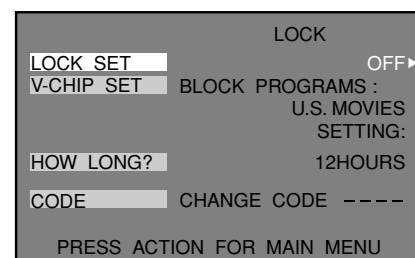 LOCK
LOCK SET OFF▶
V-CHIP SET BLOCK PROGRAMS :
U.S. MOVIES
SETTING:
HOW LONG? 12HOURS
CODE CHANGE CODE ----
PRESS ACTION FOR MAIN MENU